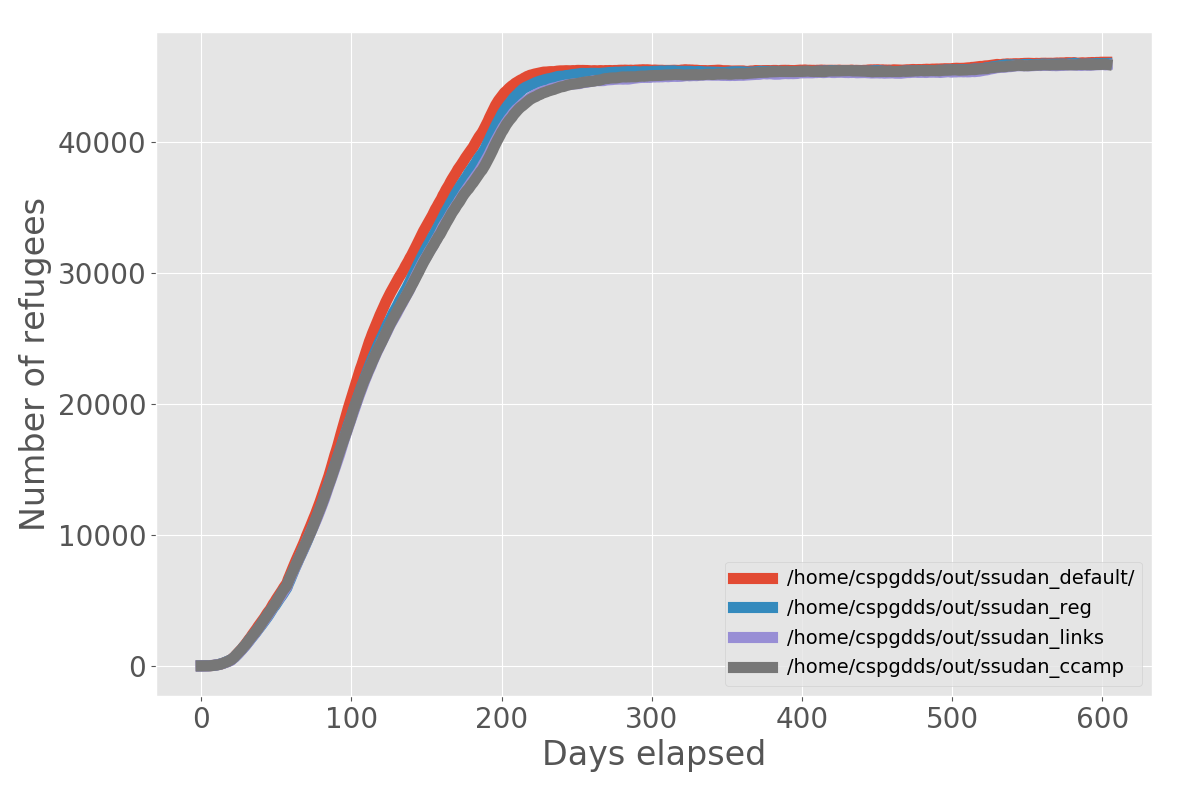 Number of refugees
40000
30000
20000
10000
0
/home/cspgdds/out/ssudan_default/
/home/cspgdds/out/ssudan_reg
/home/cspgdds/out/ssudan_links
/home/cspgdds/out/ssudan_ccamp
0 100 200 300 400 500 600
Days elapsed